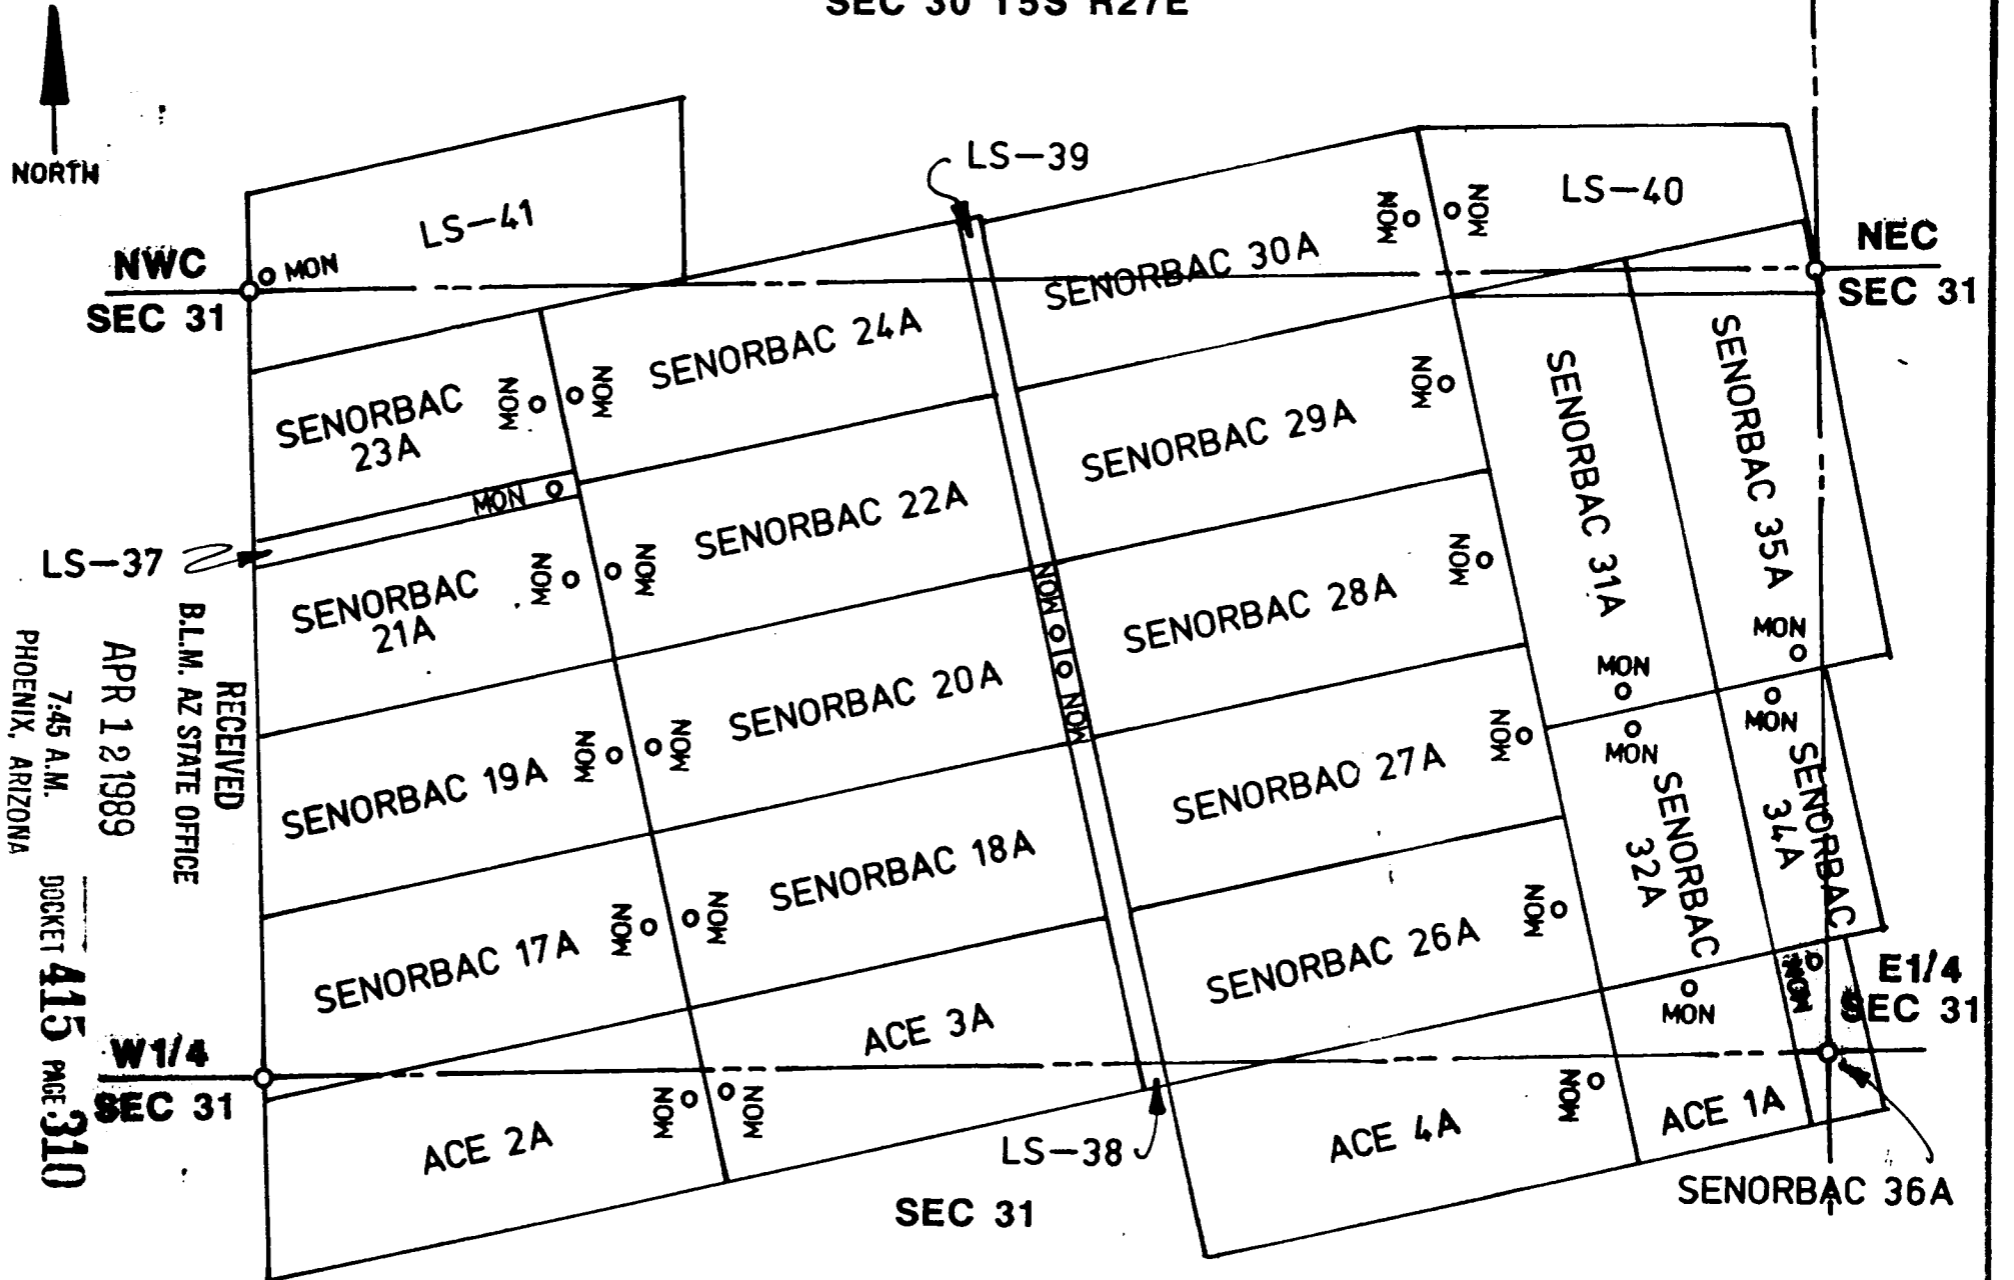 SEC 30 T5S R27E
NORTH
LS-39
LS-41
MON
MON
LS-40
NWC
SEC 31
MON
NEC
SEC 31
SENORBAC 30A
SENORBAC 24A
SENORBAC
23A
MON
MON
SENORBAC 29A
MON
SENORBAC 31A
SENORBAC 35A
MON
LS-37
SENORBAC 22A
SENORBAC
21A
MON
MON
SENORBAC 28A
MON
MON
MON
MON
MON
SENORBAC 20A
MON
MON
MON
SENORBAC 19A
MON
MON
SENORBAO 27A
MON
SENORBAC
32A
SENORBAC
34A
SENORBAC 18A
SENORBAC 17A
MON
MON
SENORBAC 26A
MON
MON
MON
E1/4
SEC 31
ACE 3A
W1/4
SEC 31
MON
MON
ACE 2A
LS-38
ACE 4A
MON
ACE 1A
SENORBAC 36A
SEC 31
RECEIVED
B.L.M. AZ STATE OFFICE
APR 12 1989
7:45 A.M.
PHOENIX, ARIZONA
DOCKET 415 PAGE 310